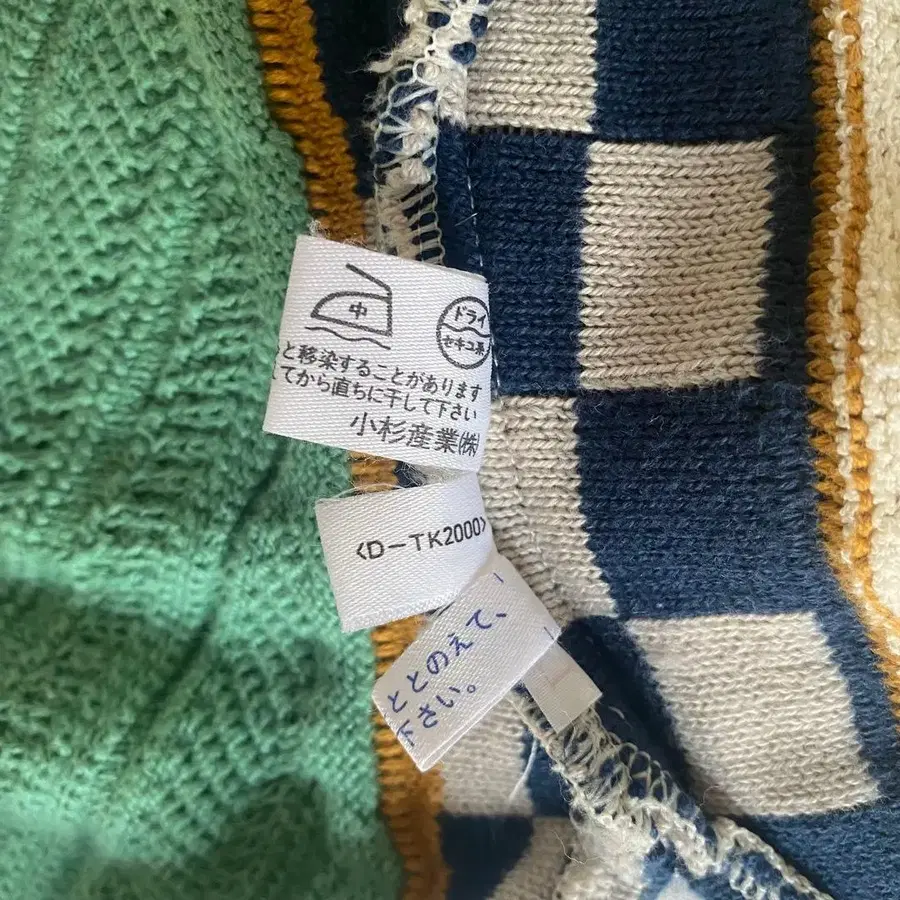 中
ドライ
セキユ系
と移染することがあります
てから直ちに干して下さい
小杉産業㈱
〈D-TK2000〉
ととのえて、
下さい。